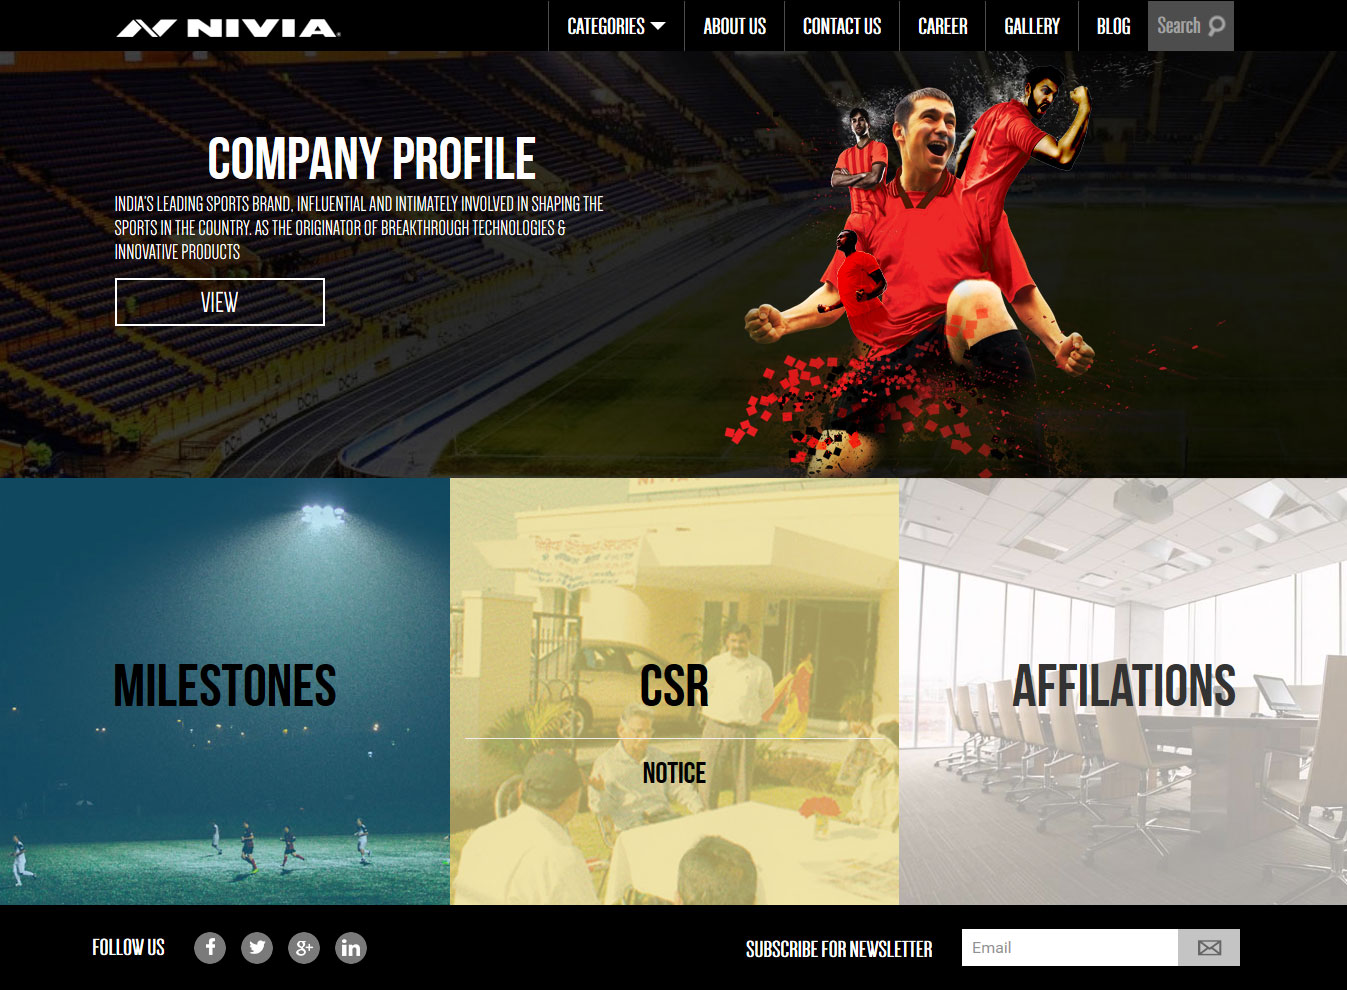 NIVIA
CATEGORIES
ABOUT US
CONTACT US
CAREER
GALLERY
BLOG
Search
COMPANY PROFILE
INDIA'S LEADING SPORTS BRAND, INFLUENTIAL AND INTIMATELY INVOLVED IN SHAPING THE
SPORTS IN THE COUNTRY. AS THE ORIGINATOR OF BREAKTHROUGH TECHNOLOGIES &
INNOVATIVE PRODUCTS
VIEW
MILESTONES
CSR
NOTICE
AFFILATIONS
FOLLOW US
SUBSCRIBE FOR NEWSLETTER
Email